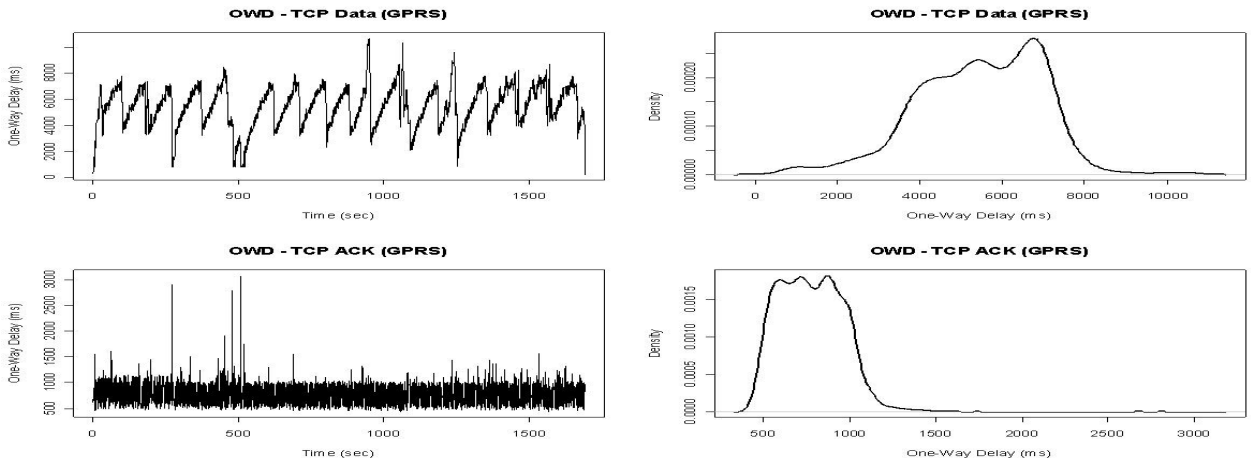 OWD - TCP Data (GPRS)
One-Way Delay (ms)
0 2000 4000 6000 8000
0 500 1000 1500
Time (sec)
OWD - TCP Data (GPRS)
Density
0.00000 0.00010 0.00020
0 2000 4000 6000 8000 10000
One-Way Delay (ms)
OWD - TCP ACK (GPRS)
One-Way Delay (ms)
500 1000 1500 2000 2500 3000
0 500 1000 1500
Time (sec)
OWD - TCP ACK (GPRS)
Density
0.0000 0.0005 0.0010 0.0015
500 1000 1500 2000 2500 3000
One-Way Delay (ms)